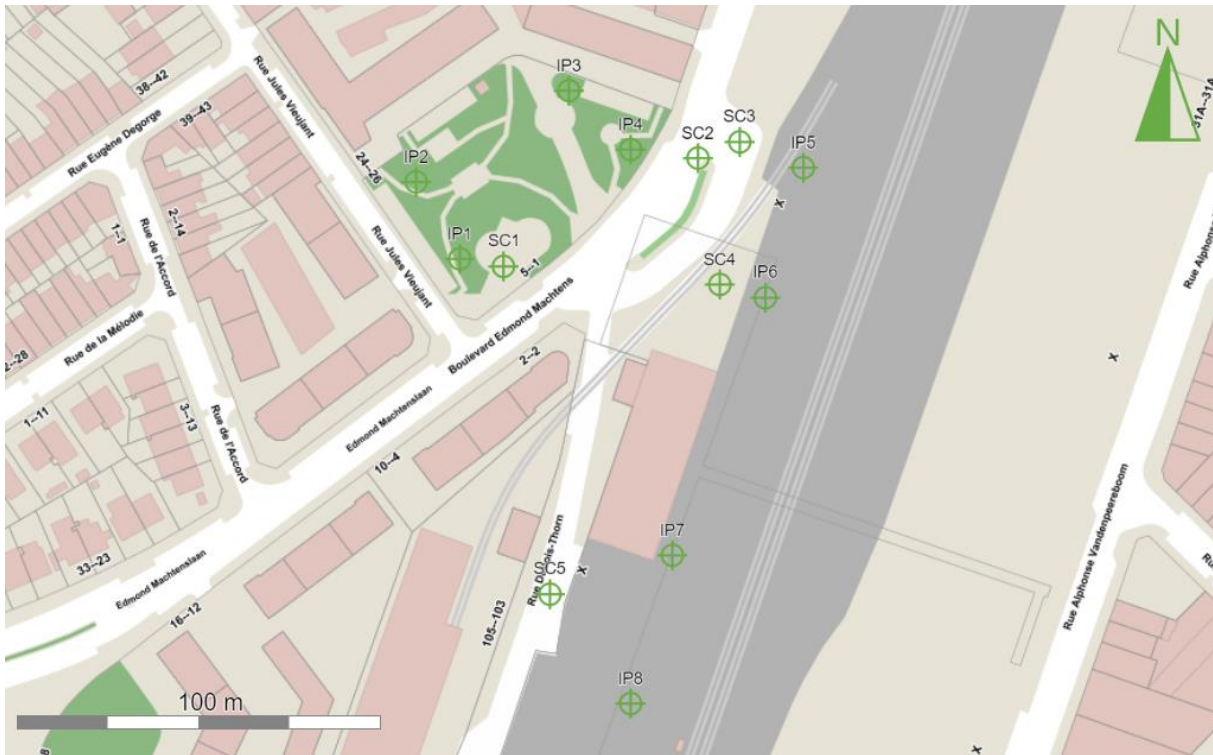 N
IP3
IP4
SC3
SC2
IP5
IP2
IP1
SC1
SC4
IP6
IP7
IP8
38--42
Rue Jules Vieujant
39--43
Rue Eugène Degorge
24--26
31A--31A
X
2--14
1--1
Rue de l'Accord
Rue Jules Vieujant
5--1
Boulevard Edmond Machtens
Rue de la Mélodie
2--2
X
1--11
3--13
Rue de l'Accord
Edmond Machtenslaan
10--4
Rue Alphonse Vandenpeereboom
33--23
Edmond Machtenslaan
16--12
X
105--103
100 m
X